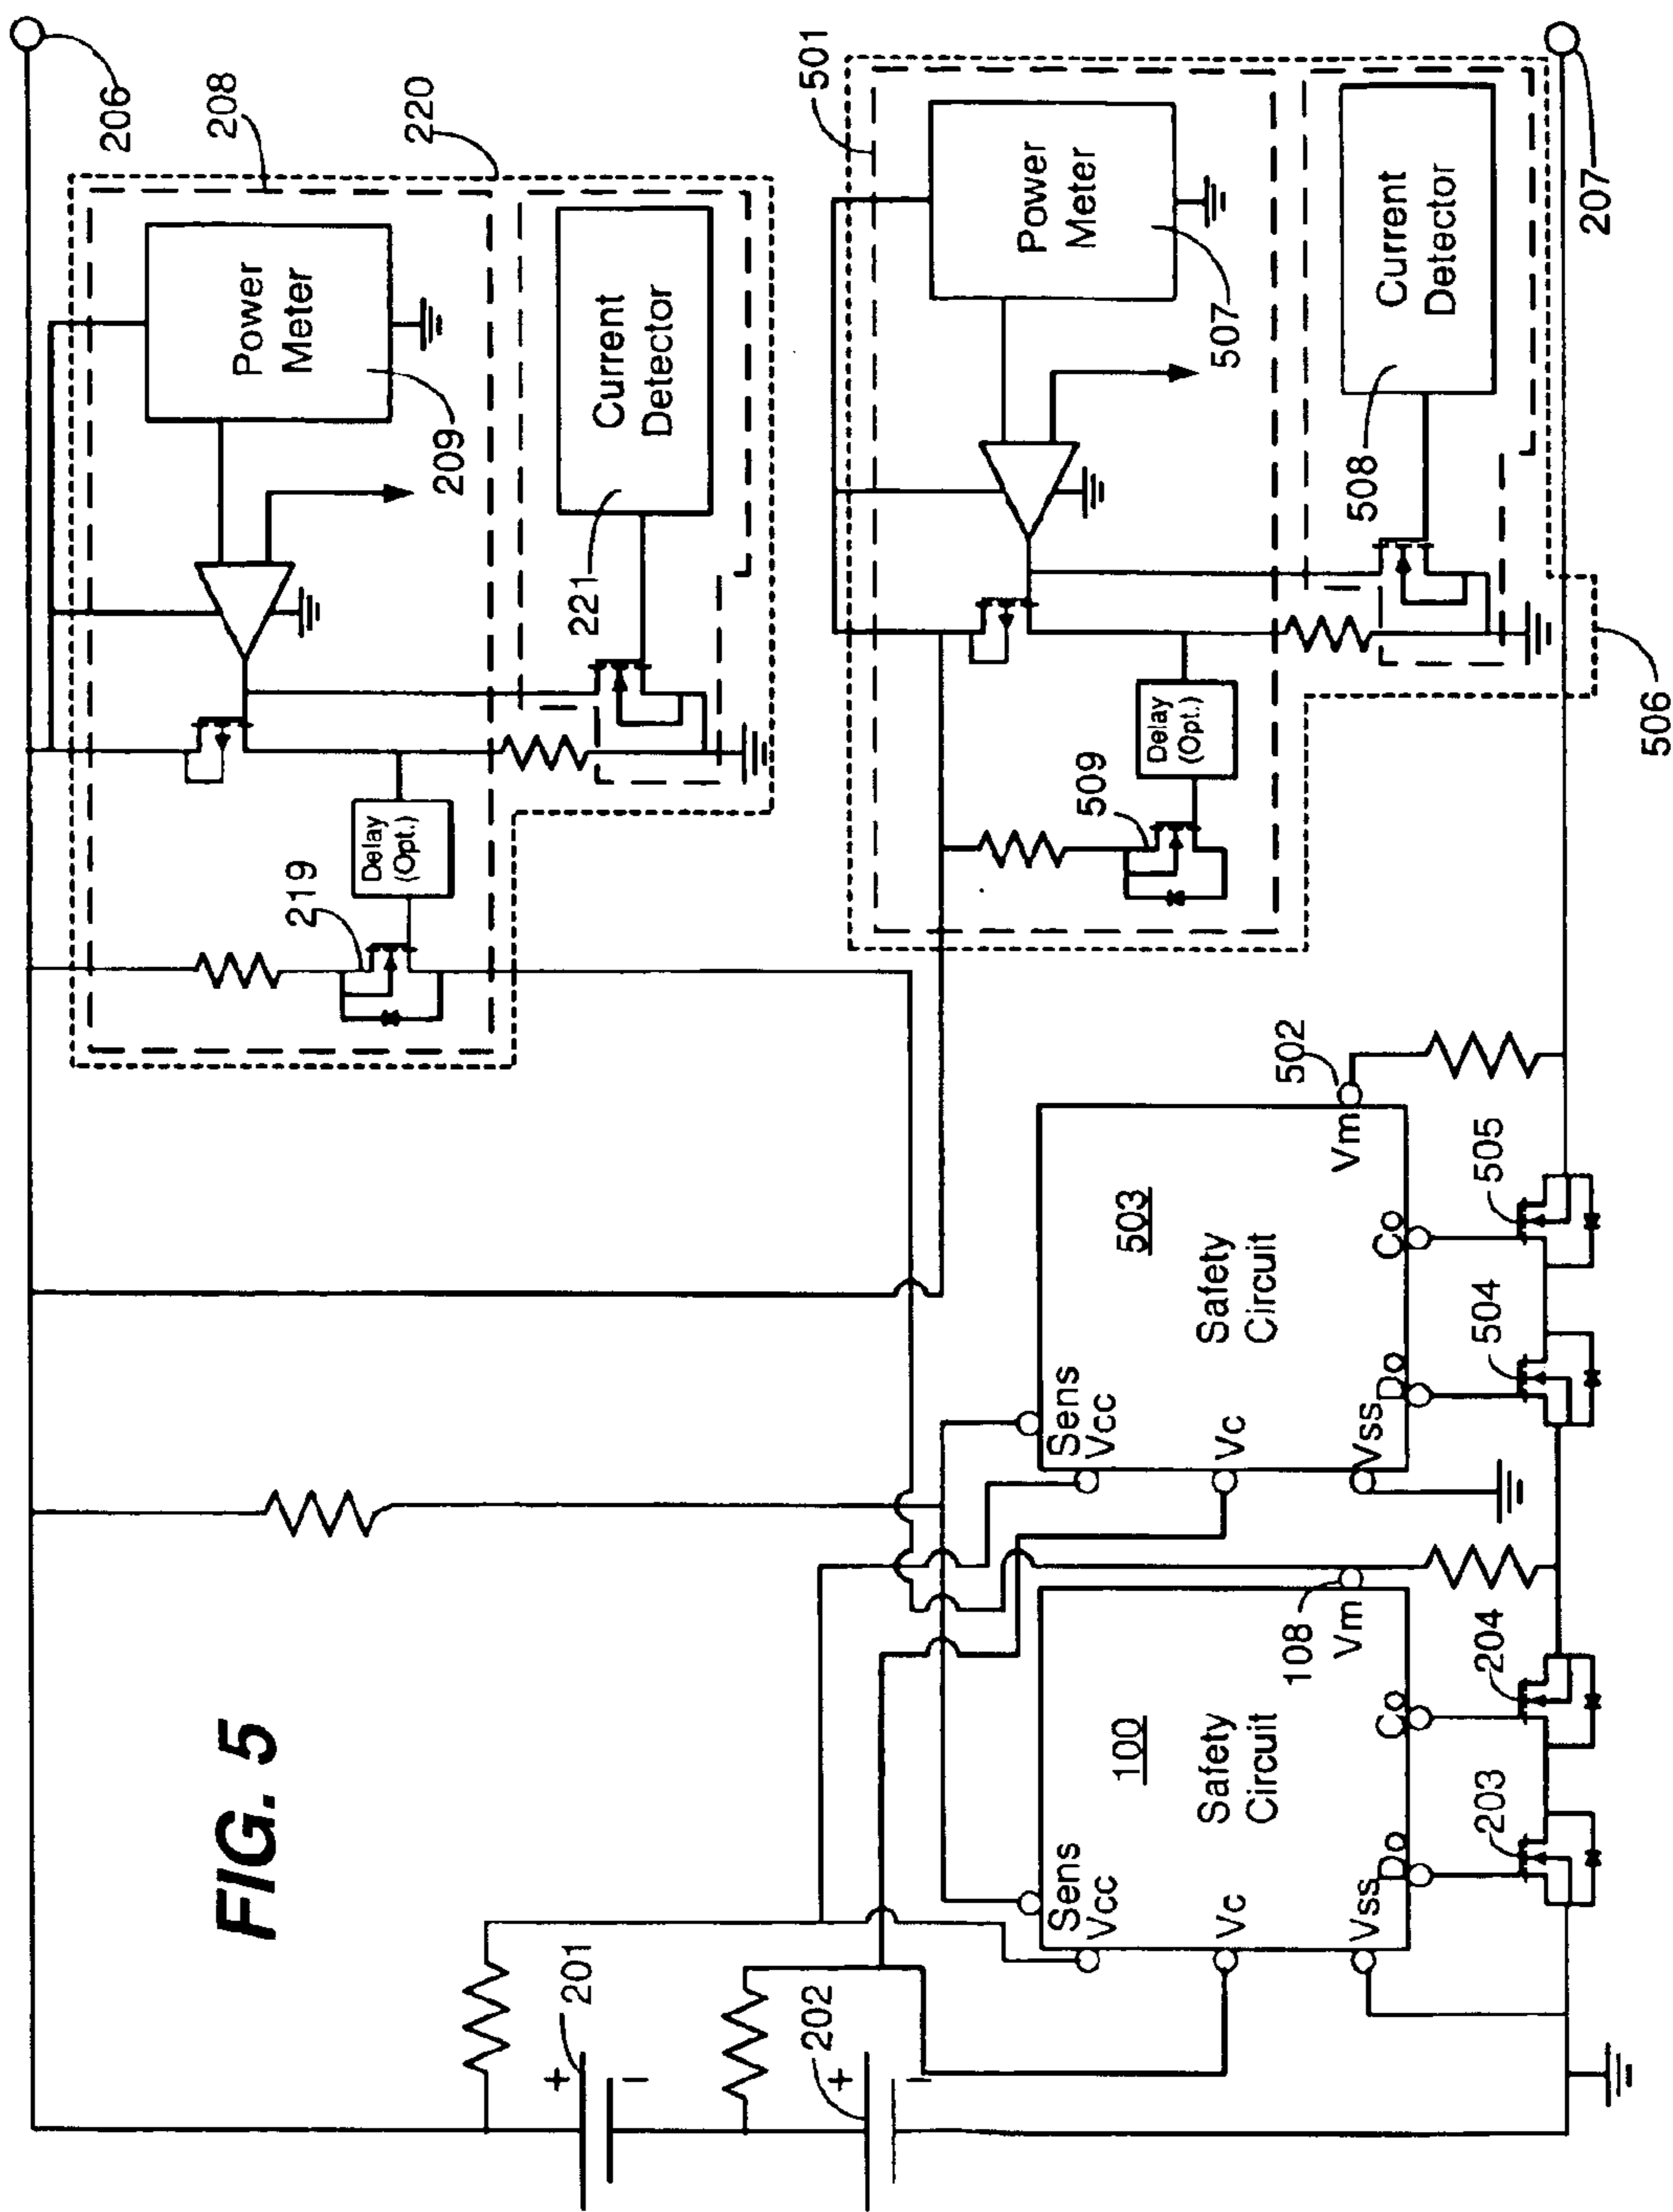 FIG. 5
206
208
220
Power
Meter
209
Current
Detector
221
Delay
(Opt.)
219
501
Power
Meter
507
Current
Detector
508
Delay
(Opt.)
509
506
207
201
+
-
202
+
-
Sens
Vcc
Vc
Vss
Do
Co
Vm
100
Safety
Circuit
108
203
204
Sens
Vcc
Vc
Vss
Do
Co
Vm
503
Safety
Circuit
502
504
505